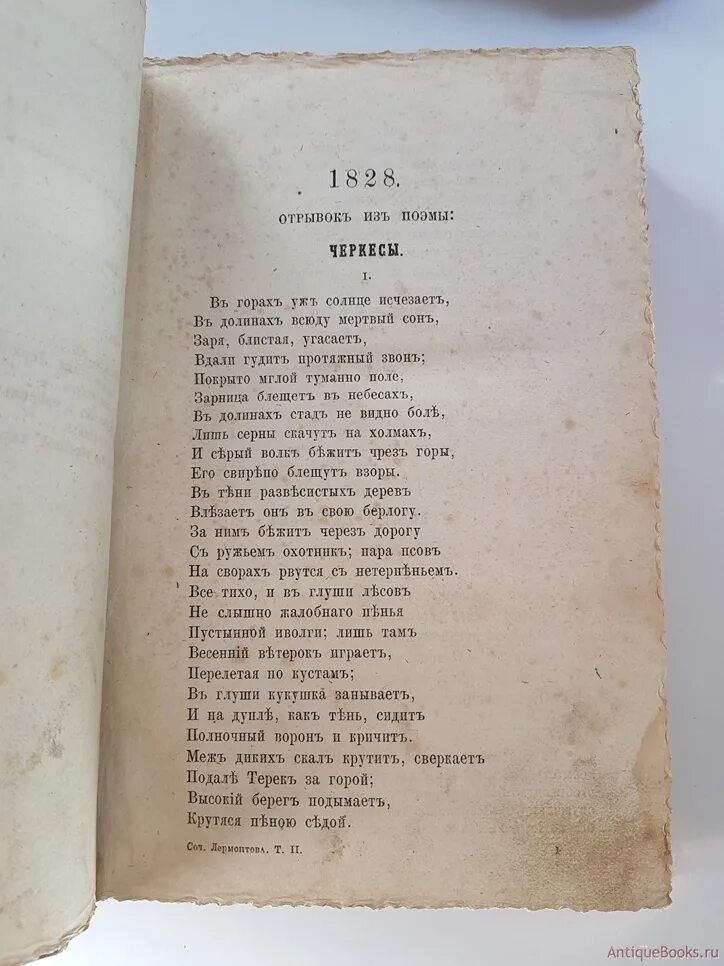 1828.
ОТРЫВОКЪ ИЗЪ ПОЭМЫ:
ЧЕРКЕСЫ.
I.
Въ горахъ ужъ солнце исчезаетъ,
Въ долинахъ всюду мертвый сонъ,
Заря, блистая, угасаетъ,
Вдали гудитъ протяжный звонъ;
Покрыто мглой туманно поле,
Зарница блещетъ въ небесахъ,
Въ долинахъ стадъ не видно болѣ,
Лишь серны скачутъ на холмахъ,
И сѣрый волкъ бѣжитъ чрезъ горы,
Его свирѣпо блещутъ взоры.
Въ тѣни развѣсистыхъ деревъ
Влѣзаетъ онъ въ свою берлогу.
За нимъ бѣжитъ черезъ дорогу
Съ ружьемъ охотникъ; пара псовъ
На сворахъ рвутся съ нетерпѣньемъ.
Все тихо, и въ глуши лѣсовъ
Не слышно жалобнаго пѣнья
Пустынной иволги; лишь тамъ
Весенній вѣтерокъ играетъ,
Перелетая по кустамъ;
Въ глуши кукушка занываетъ,
И на дуплѣ, какъ тѣнь, сидитъ
Полночный воронъ и кричитъ.
Межъ дикихъ скалъ крутитъ, сверкаетъ
Подалѣ Терекъ за горой;
Высокій берегъ подымаетъ,
Крутяся пѣною сѣдой.
Соч. Лермонтова. Т. II. 1
AntiqueBooks.ru